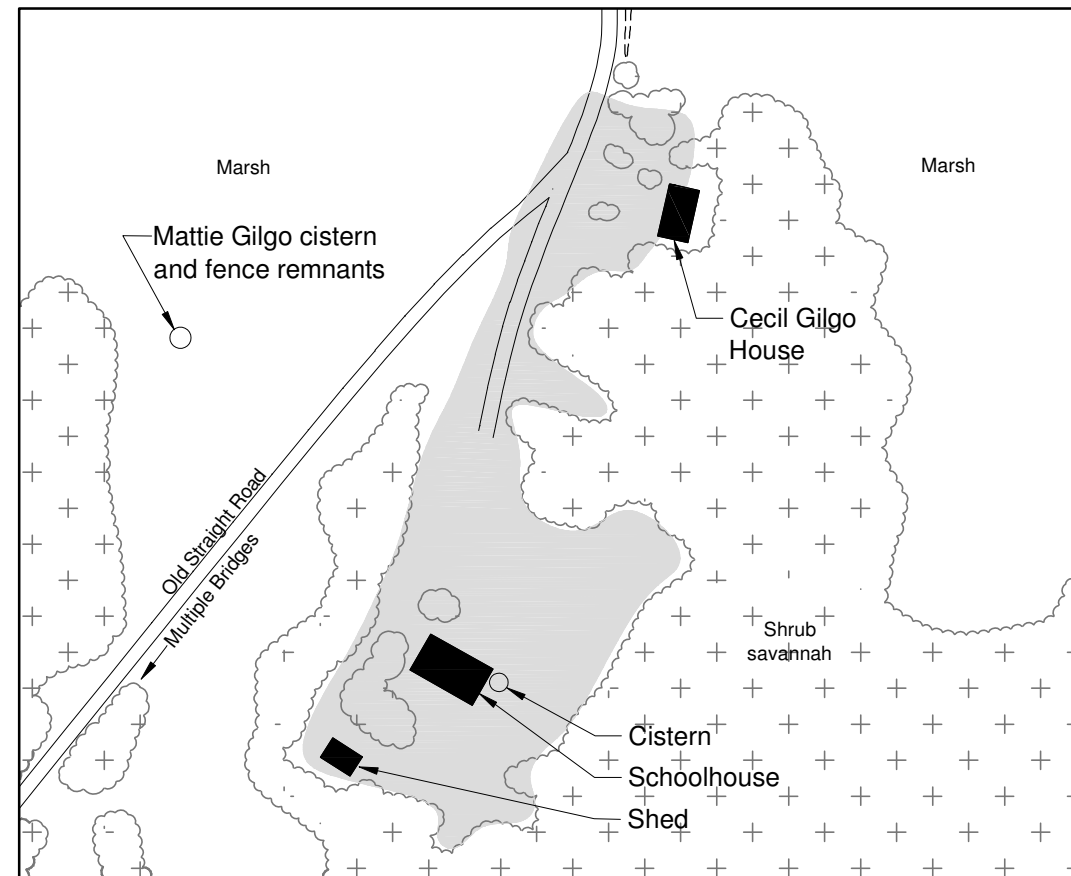 Marsh
Marsh
Mattie Gilgo cistern
and fence remnants
Cecil Gilgo
House
Old Straight Road
Multiple Bridges
Shrub
savannah
Cistern
Schoolhouse
Shed